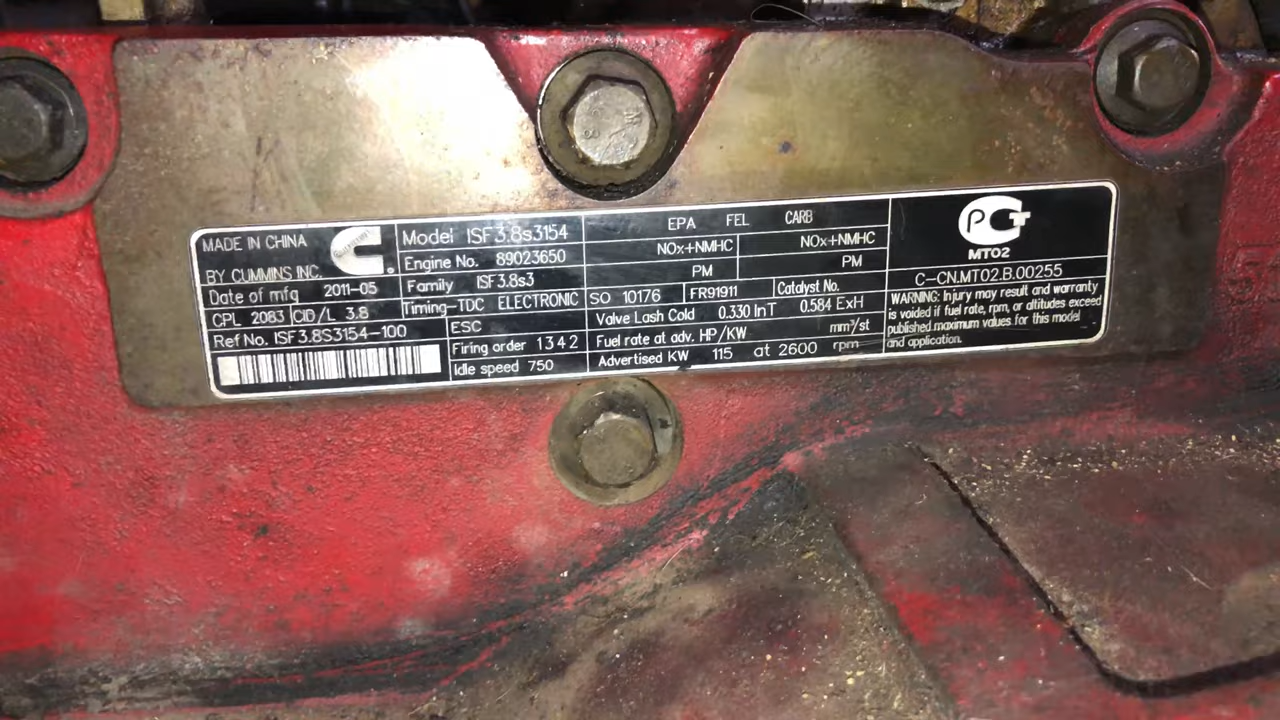 MADE IN CHINA
BY CUMMINS INC.
Date of mfg 2011-05
CPL 2083 CID/L 3.8
Ref No. ISF3.8S3154-100
Model ISF3.8s3154
Engine No. 89023650
Family ISF3.8s3
Timing-TDC ELECTRONIC
ESC
Firing order 1 3 4 2
Idle speed 750
EPA FEL CARB
NOx+NMHC NOx+NMHC
PM PM
SO 10176 FR91911 Catalyst No.
Valve Lash Cold 0.330 InT 0.584 ExH
Fuel rate at adv. HP/KW mm³/st
Advertised KW 115 at 2600 rpm
РСТ
MT02
C-CN.MT02.B.00255
WARNING: Injury may result and warranty
is voided if fuel rate, rpm, or altitudes exceed
published maximum values for this model
and application.